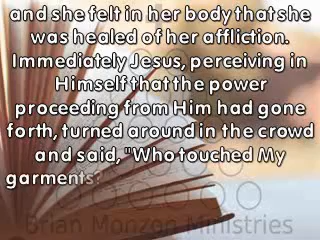 and she felt in her body that she
was healed of her affliction.
Immediately Jesus, perceiving in
Himself that the power
proceeding from Him had gone
forth, turned around in the crowd
and said, "Who touched My
garments?
Brian Monzon Ministries